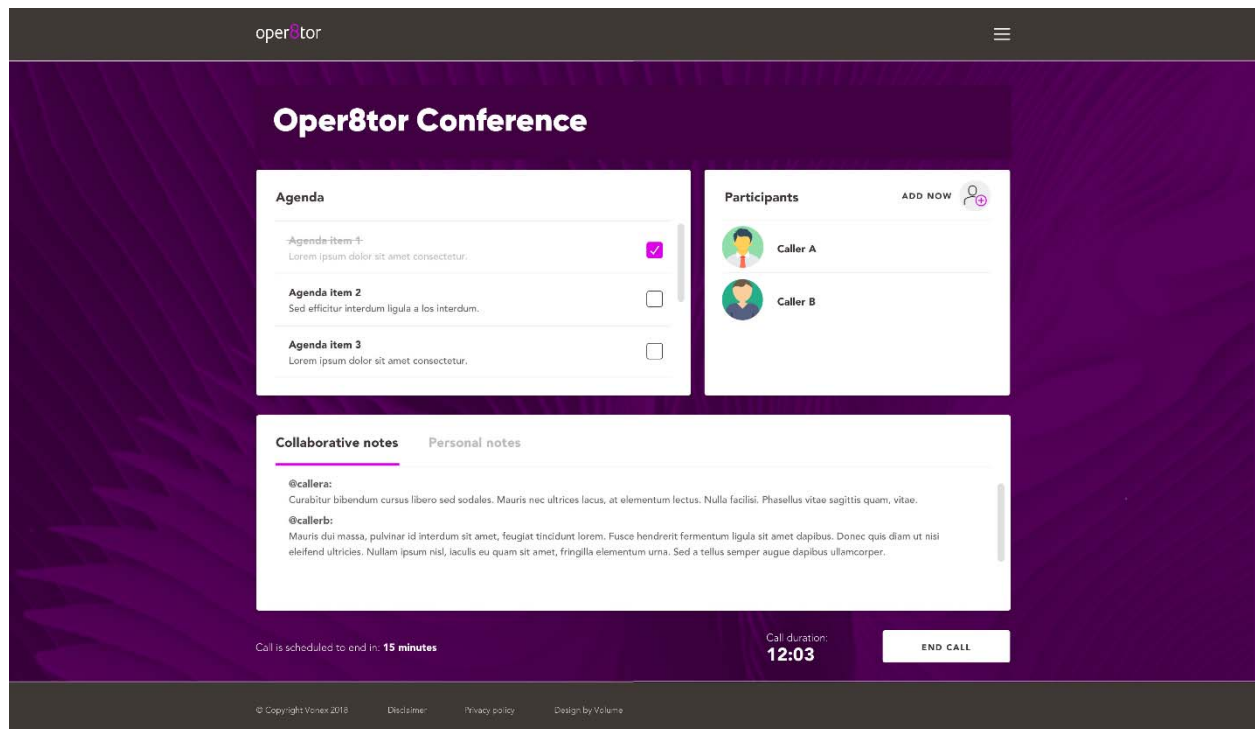 oper8tor
Oper8tor Conference
Agenda
Agenda item 1
Lorem ipsum dolor sit amet consectetur.
Agenda item 2
Sed efficitur interdum ligula a los interdum.
Agenda item 3
Lorem ipsum dolor sit amet consectetur.
Participants
ADD NOW
Caller A
Caller B
Collaborative notes Personal notes
@callera:
Curabitur bibendum cursus libero sed sodales. Mauris nec ultrices lacus, at elementum lectus. Nulla facilisi. Phasellus vitae sagittis quam, vitae.
@callerb:
Mauris dui massa, pulvinar id interdum sit amet, feugiat tincidunt lorem. Fusce hendrerit fermentum ligula sit amet dapibus. Donec quis diam ut nisi
eleifend ultricies. Nullam ipsum nisl, iaculis eu quam sit amet, fringilla elementum urna. Sed a tellus semper augue dapibus ullamcorper.
Call is scheduled to end in: 15 minutes
Call duration:
12:03
END CALL
© Copyright Vonex 2018 Disclaimer Privacy policy Design by Volume